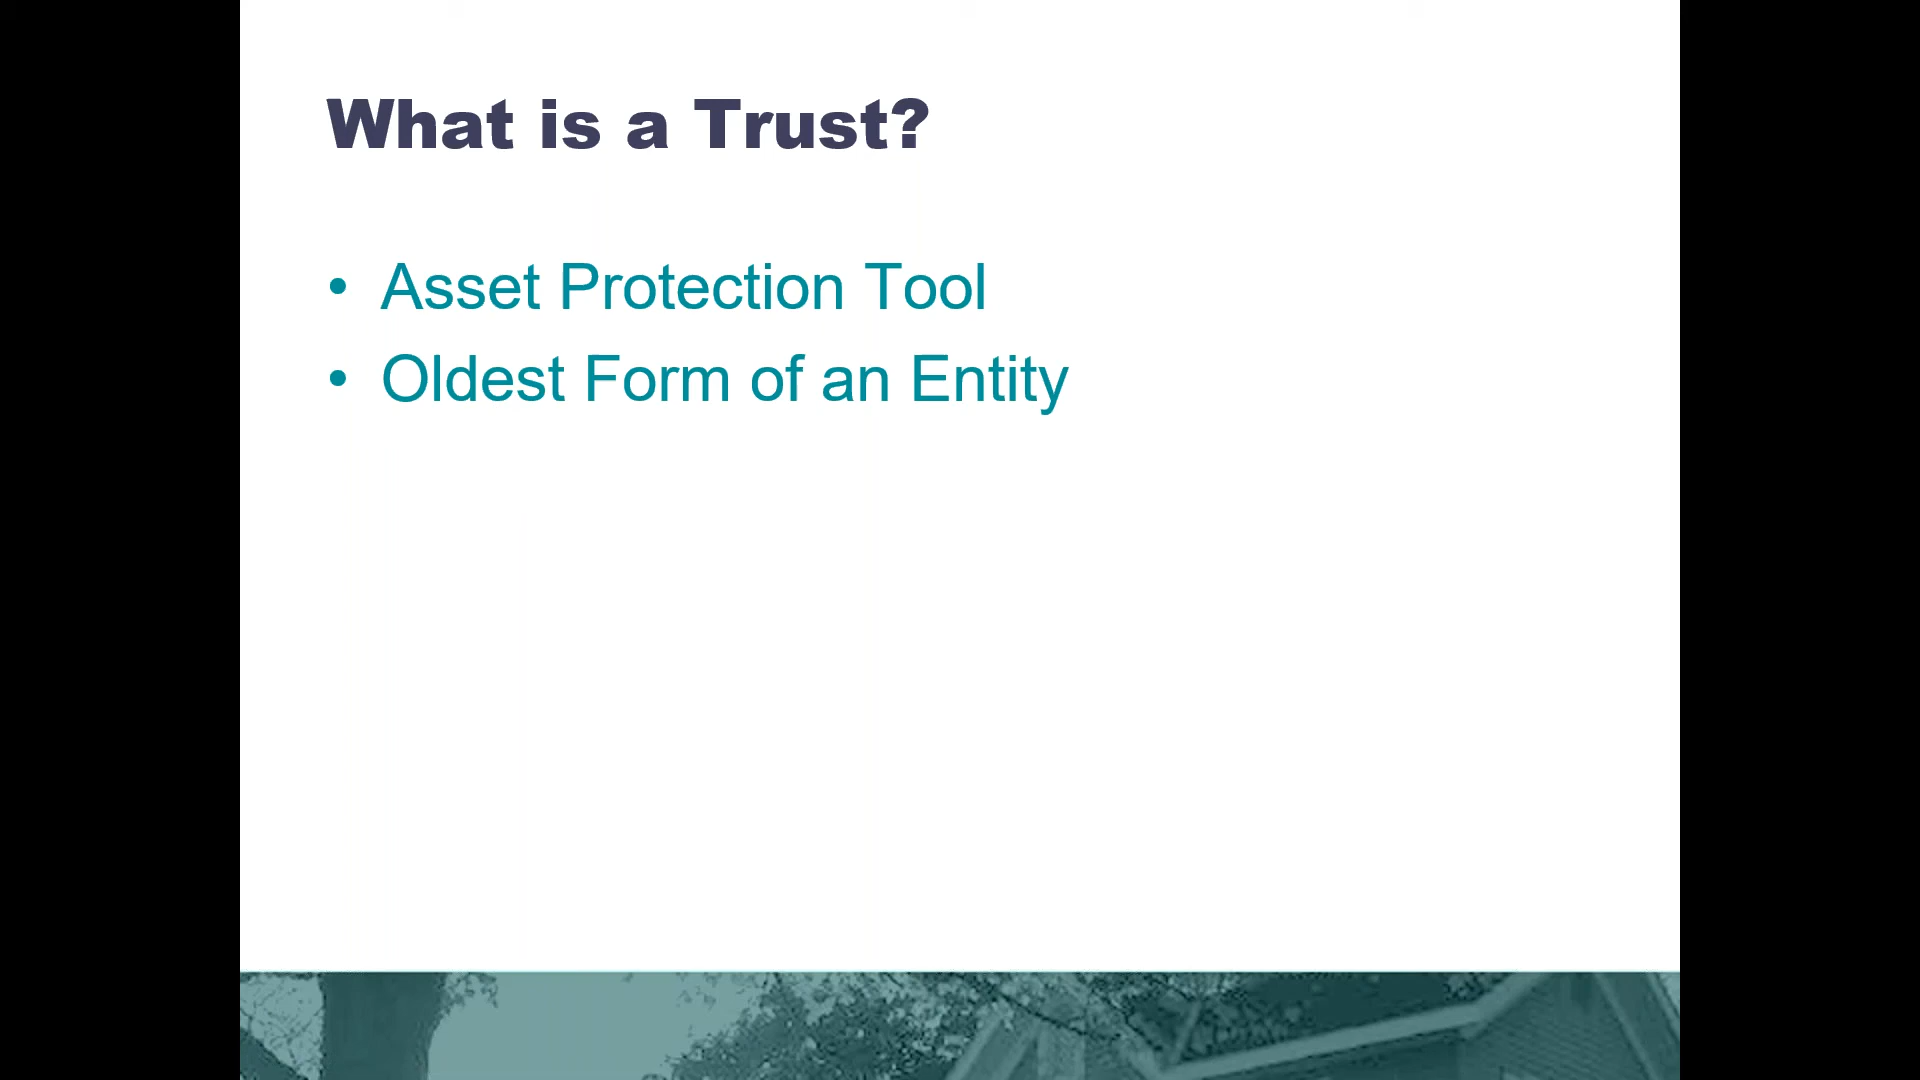 What is a Trust?
• Asset Protection Tool
• Oldest Form of an Entity